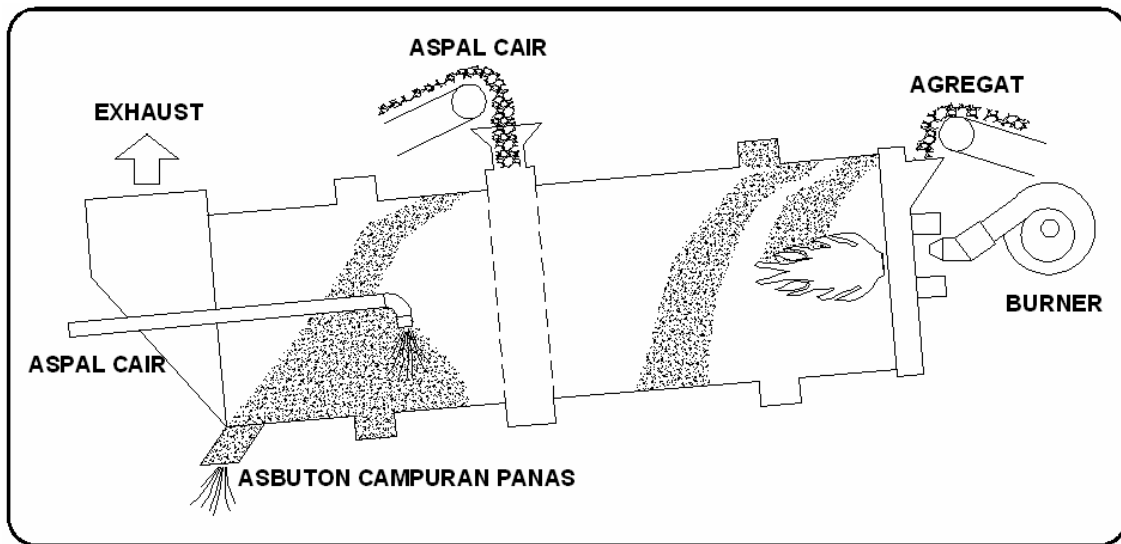 ASPAL CAIR
AGREGAT
EXHAUST
BURNER
ASPAL CAIR
ASBUTON CAMPURAN PANAS